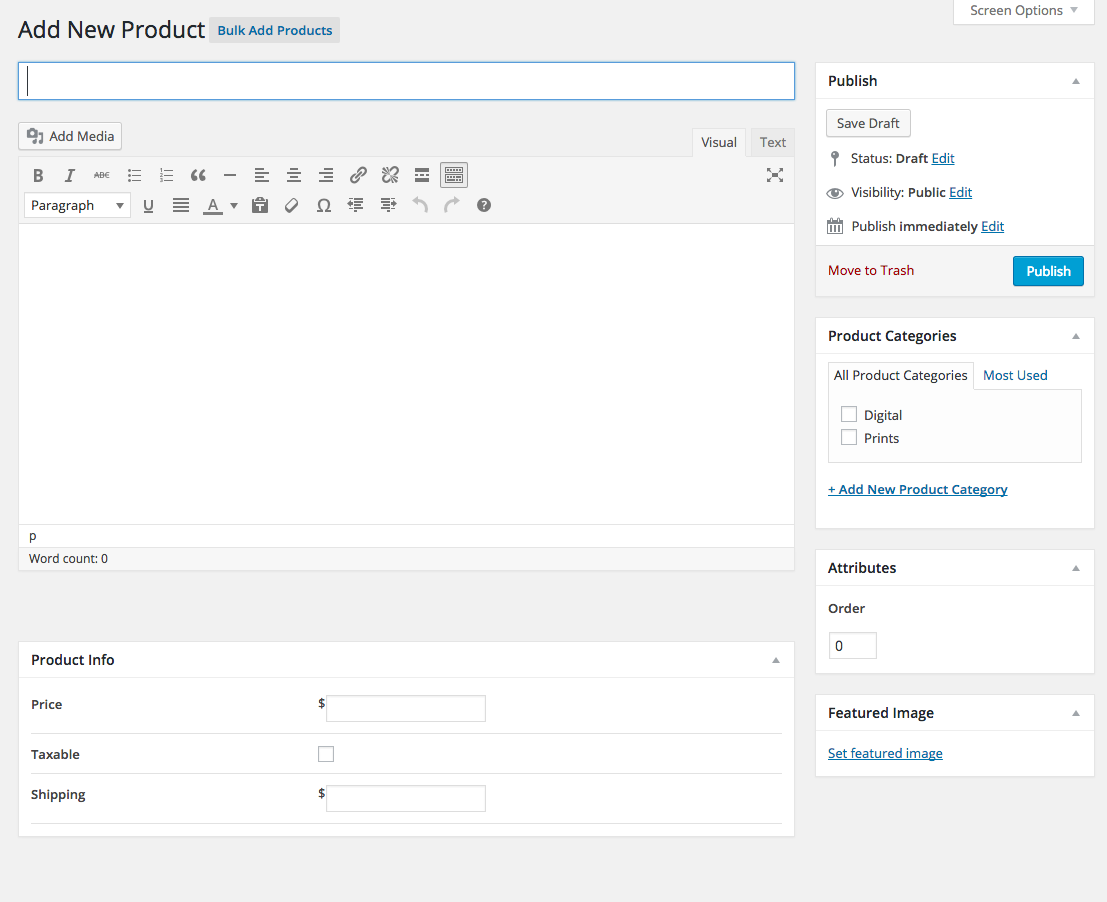 Screen Options
Add New Product Bulk Add Products
Add Media
Visual Text
B I ABC
Paragraph U A Ω ?
p
Word count: 0
Product Info
Price $
Taxable
Shipping $
Publish
Save Draft
Status: Draft Edit
Visibility: Public Edit
Publish immediately Edit
Move to Trash Publish
Product Categories
All Product Categories Most Used
Digital
Prints
+ Add New Product Category
Attributes
Order
0
Featured Image
Set featured image